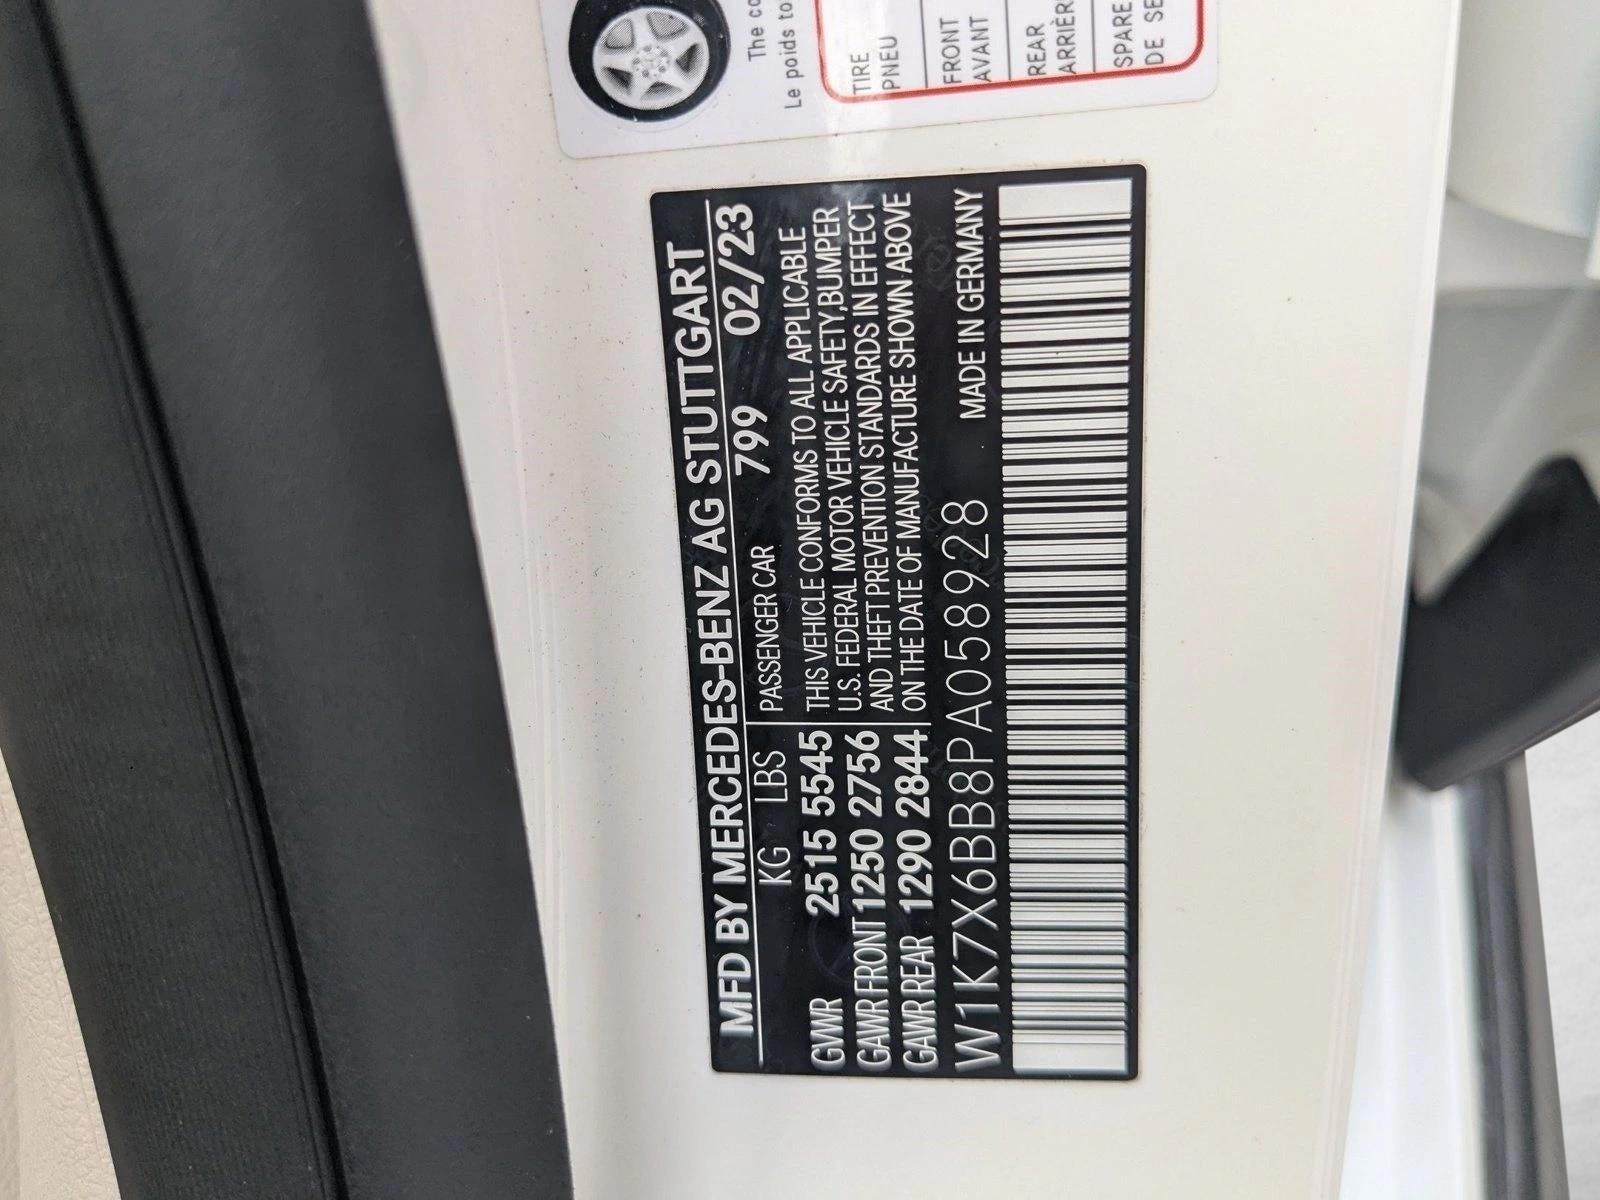 MFD BY MERCEDES-BENZ AG STUTTGART
KG LBS PASSENGER CAR 799 02/23
GVWR 2515 5545
GAWR FRONT 1250 2756
GAWR REAR 1290 2844
THIS VEHICLE CONFORMS TO ALL APPLICABLE
U.S. FEDERAL MOTOR VEHICLE SAFETY,BUMPER
AND THEFT PREVENTION STANDARDS IN EFFECT
ON THE DATE OF MANUFACTURE SHOWN ABOVE
W1K7X6BB8PA058928 MADE IN GERMANY
The
Le poids
TIRE
PNEU
FRONT
AVANT
REAR
SPARE
DE